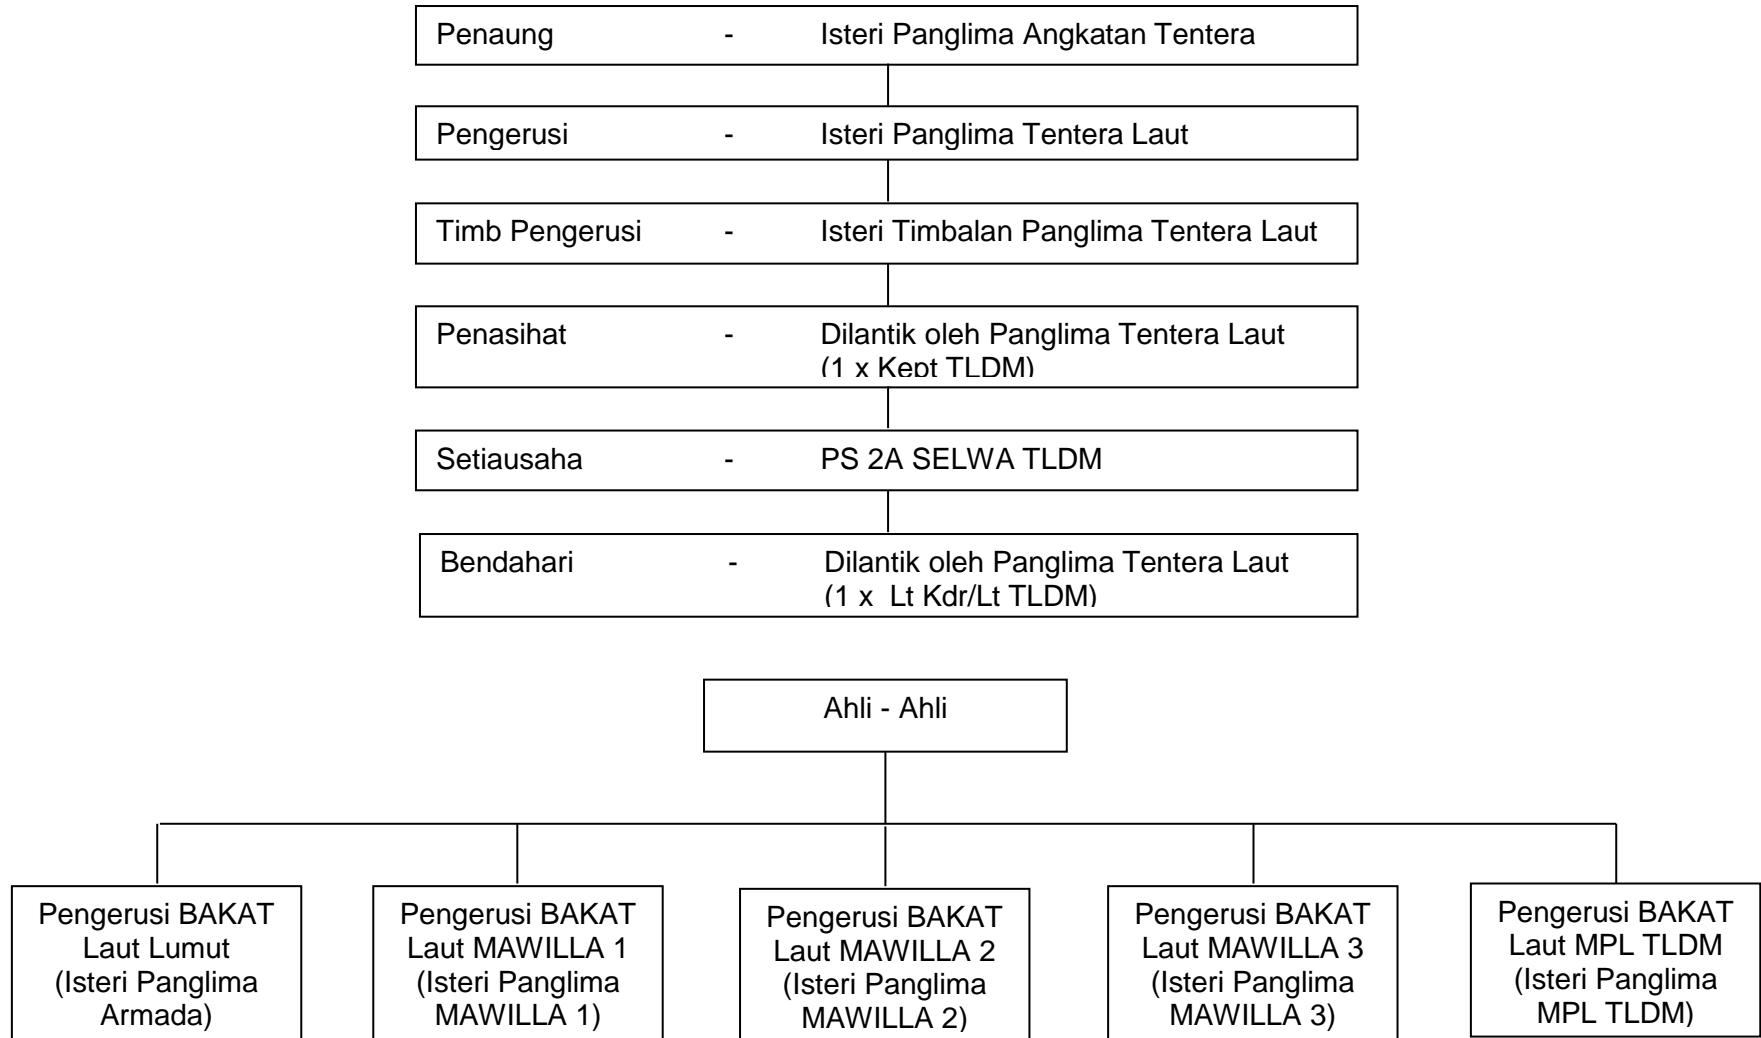 Penaung - Isteri Panglima Angkatan Tentera
Pengerusi - Isteri Panglima Tentera Laut
Timb Pengerusi - Isteri Timbalan Panglima Tentera Laut
Penasihat - Dilantik oleh Panglima Tentera Laut
(1 x Kept TLDM)
Setiausaha - PS 2A SELWA TLDM
Bendahari - Dilantik oleh Panglima Tentera Laut
(1 x Lt Kdr/Lt TLDM)
Ahli - Ahli
Pengerusi BAKAT
Laut Lumut
(Isteri Panglima
Armada)
Pengerusi BAKAT
Laut MAWILLA 1
(Isteri Panglima
MAWILLA 1)
Pengerusi BAKAT
Laut MAWILLA 2
(Isteri Panglima
MAWILLA 2)
Pengerusi BAKAT
Laut MAWILLA 3
(Isteri Panglima
MAWILLA 3)
Pengerusi BAKAT
Laut MPL TLDM
(Isteri Panglima
MPL TLDM)